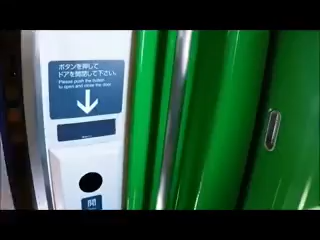 ボタンを押して
ドアを開閉して下さい。
Please push the button
to open and close the door.
開